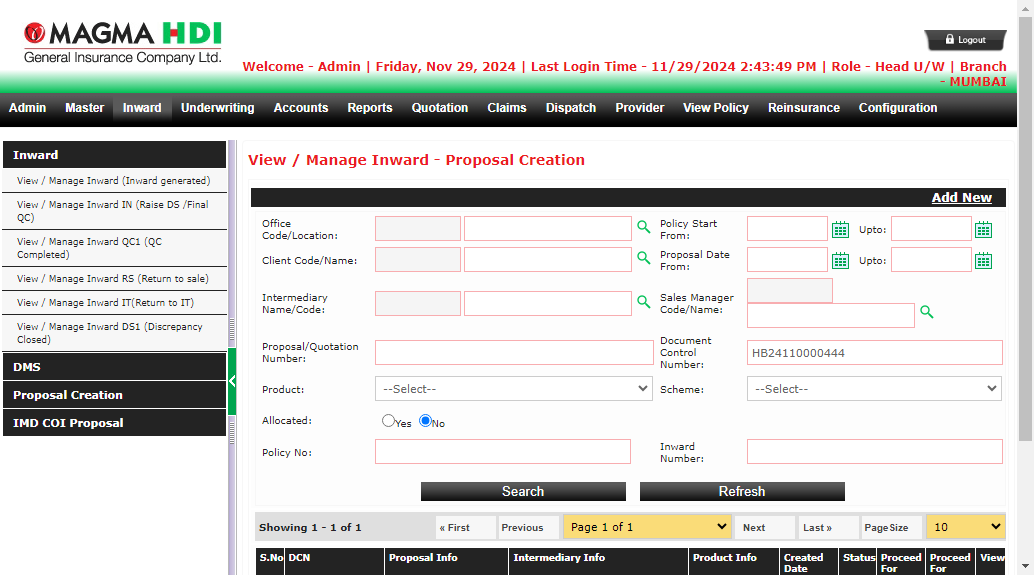 MAGMA HDI
General Insurance Company Ltd.
Logout
Welcome - Admin | Friday, Nov 29, 2024 | Last Login Time - 11/29/2024 2:43:49 PM | Role - Head U/W | Branch
- MUMBAI
Admin Master Inward Underwriting Accounts Reports Quotation Claims Dispatch Provider View Policy Reinsurance Configuration
Inward
View / Manage Inward (Inward generated)
View / Manage Inward IN (Raise DS /Final
QC)
View / Manage Inward QC1 (QC
Completed)
View / Manage Inward RS (Return to sale)
View / Manage Inward IT(Return to IT)
View / Manage Inward DS1 (Discrepancy
Closed)
DMS
Proposal Creation
IMD COI Proposal
View / Manage Inward - Proposal Creation
Add New
Office
Code/Location:
Policy Start
From:
Upto:
Client Code/Name:
Proposal Date
From:
Upto:
Intermediary
Name/Code:
Sales Manager
Code/Name:
Proposal/Quotation
Number:
Document
Control
Number:
HB24110000444
Product:
--Select--
Scheme:
--Select--
Allocated:
Yes No
Policy No:
Inward
Number:
Search Refresh
Showing 1 - 1 of 1 « First Previous Page 1 of 1 Next Last » PageSize 10
S.No DCN Proposal Info Intermediary Info Product Info Created
Date
Status Proceed
For
Proceed
For
View